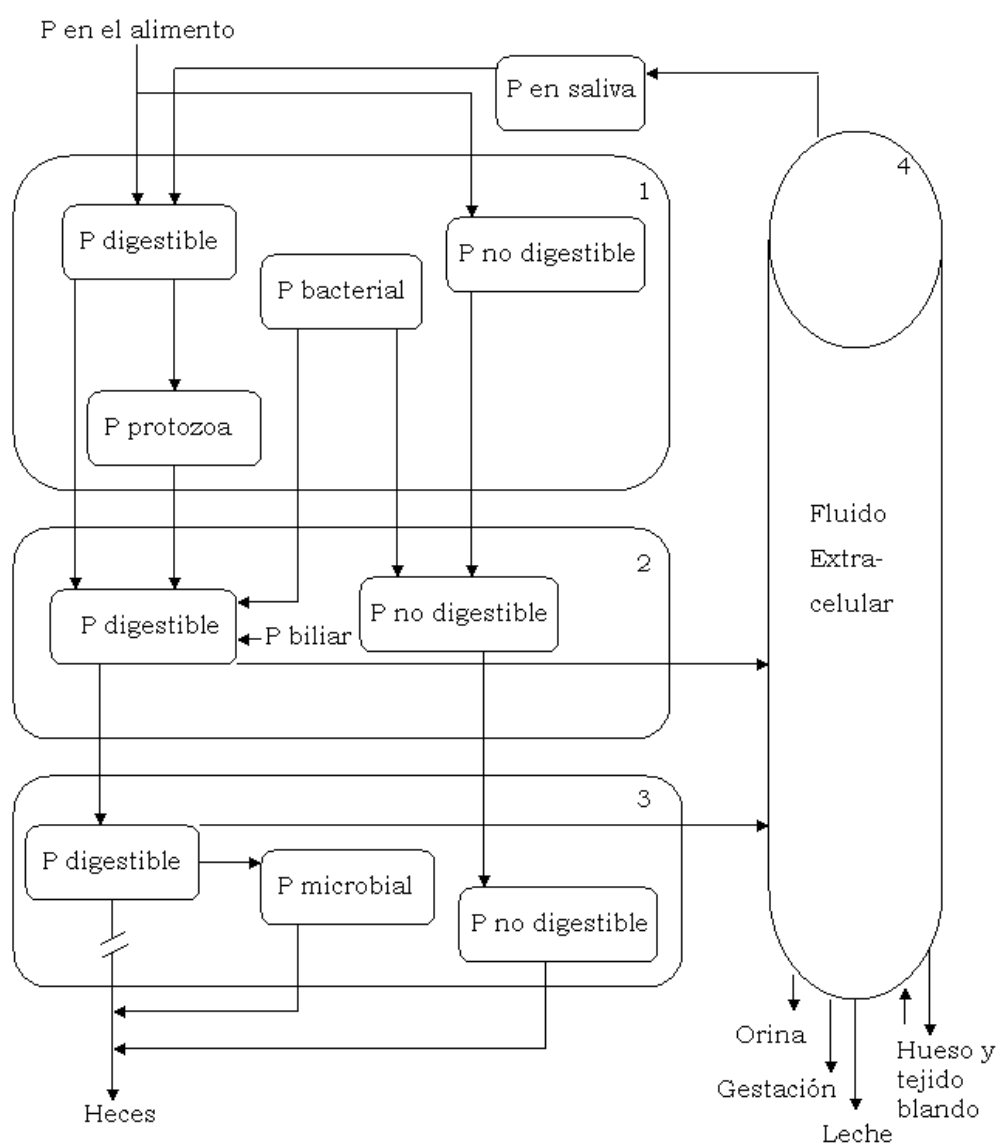 P en el alimento
P en saliva
4
1
P digestible
P no digestible
P bacterial
P protozoa
Fluido
Extra-
celular
2
P digestible
P no digestible
P biliar
3
P digestible
P microbial
P no digestible
Orina
Hueso y
tejido
blando
Gestación
Leche
Heces